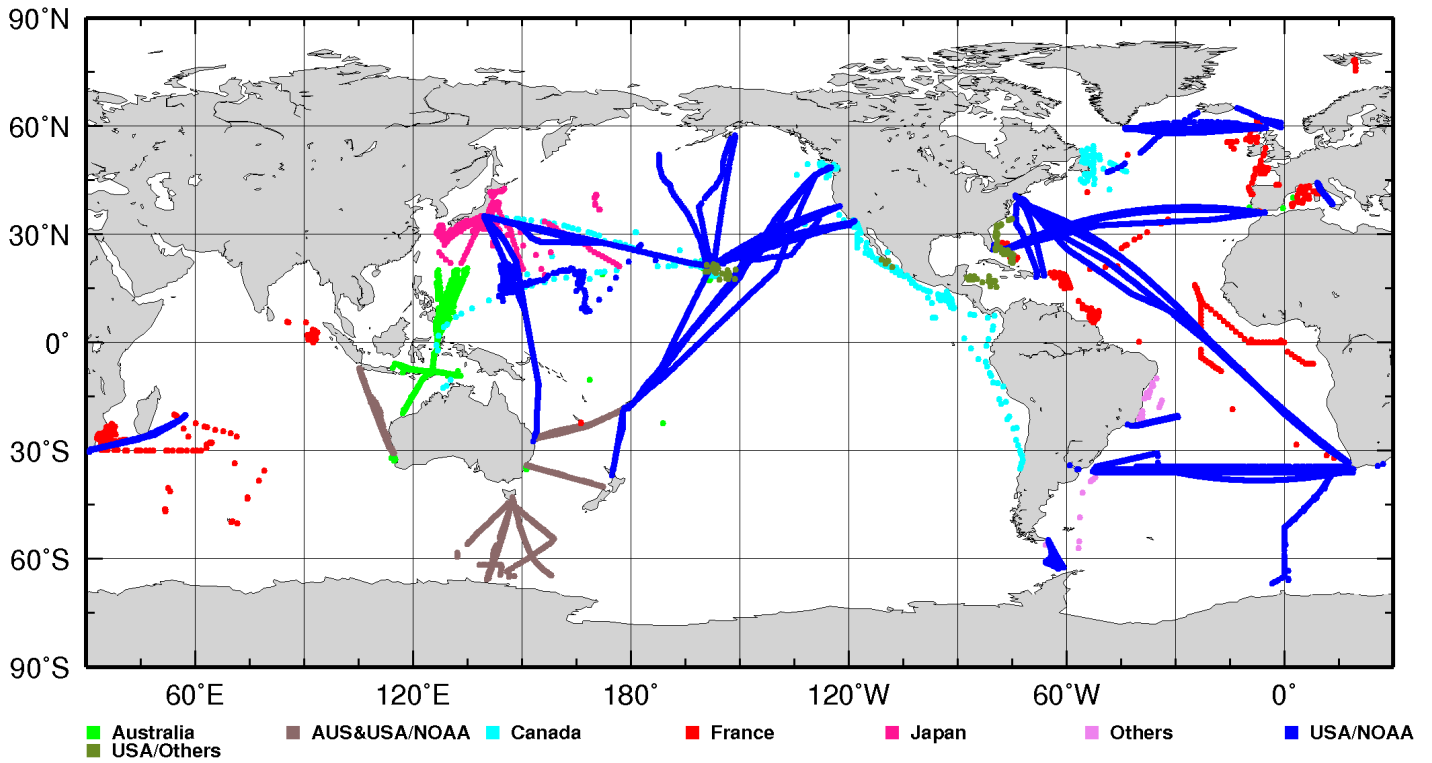 90°N
60°N
30°N
0°
30°S
60°S
90°S
60°E 120°E 180° 120°W 60°W 0°
Australia AUS&USA/NOAA Canada France Japan Others USA/NOAA
USA/Others